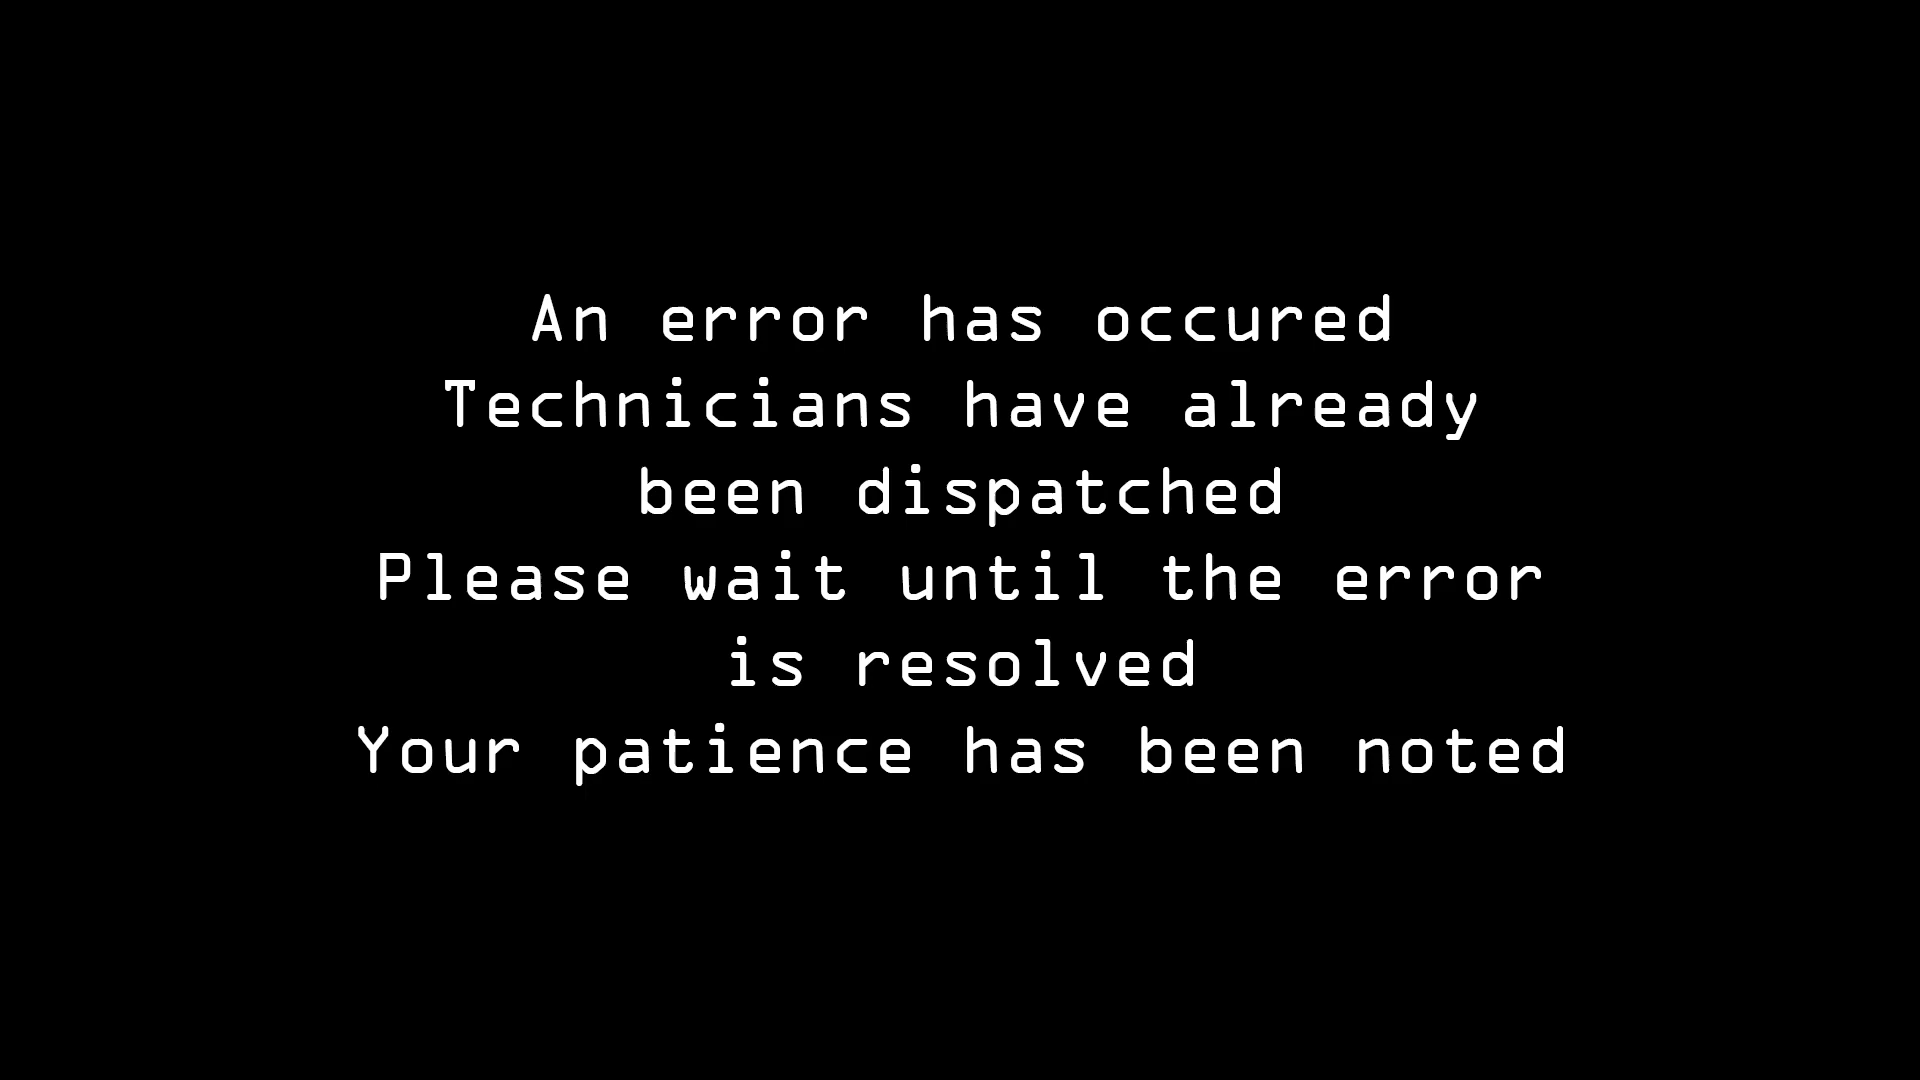 An error has occured
Technicians have already
been dispatched
Please wait until the error
is resolved
Your patience has been noted